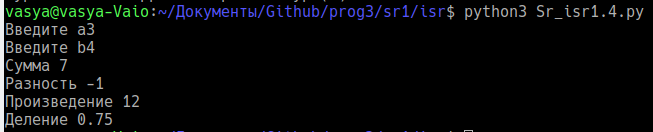 vasya@vasya-Vaio:~/Документы/Github/prog3/sr1/isr$ python3 Sr_isr1.4.py
Введите a3
Введите b4
Сумма 7
Разность -1
Произведение 12
Деление 0.75